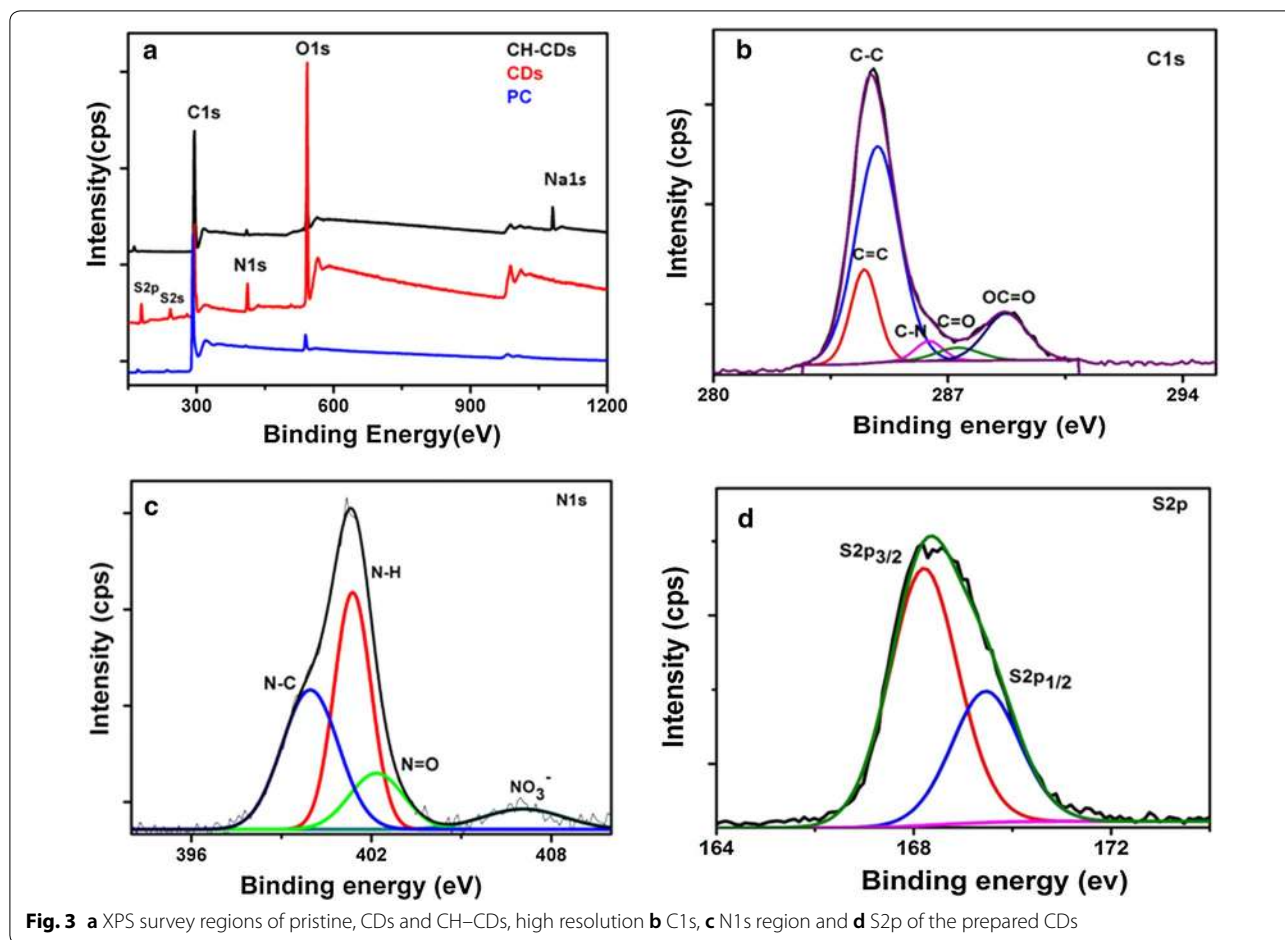 a
O1s
CH-CDs
CDs
PC
C1s
Na1s
N1s
S2p
S2s
Intensity(cps)
300 600 900 1200
Binding Energy(eV)
b
C-C
C1s
C=C
C-N
C=O
OC=O
Intensity (cps)
280 287 294
Binding energy (eV)
c
N1s
N-H
N-C
N=O
NO3-
Intensity (cps)
396 402 408
Binding energy (eV)
d
S2p
S2p3/2
S2p1/2
Intensity (cps)
164 168 172
Binding energy (ev)
Fig. 3 a XPS survey regions of pristine, CDs and CH–CDs, high resolution b C1s, c N1s region and d S2p of the prepared CDs